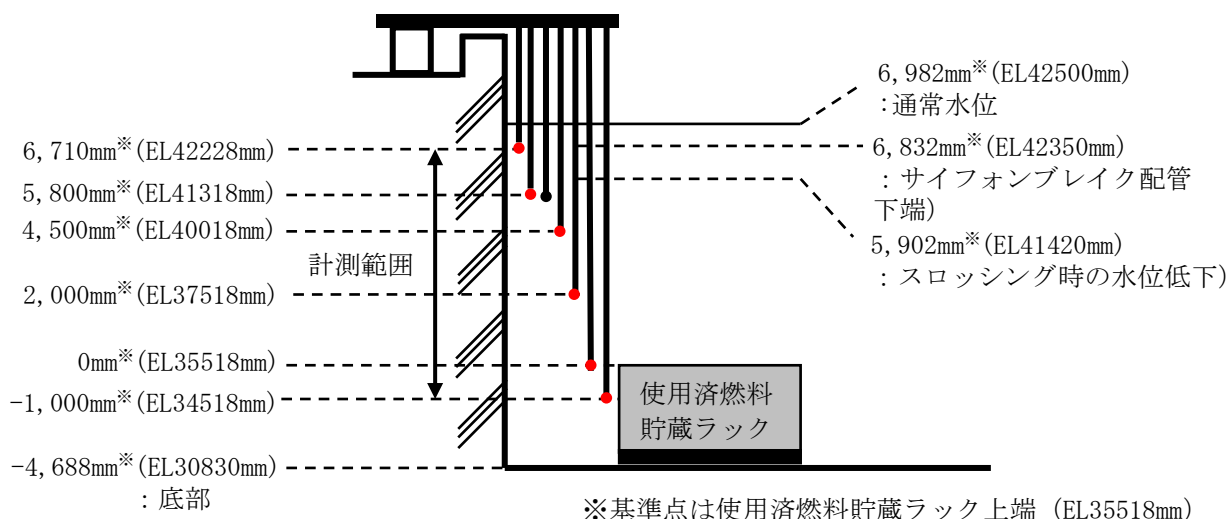 6,710mm※(EL42228mm)
5,800mm※(EL41318mm)
4,500mm※(EL40018mm)
計測範囲
2,000mm※(EL37518mm)
0mm※(EL35518mm)
-1,000mm※(EL34518mm)
-4,688mm※(EL30830mm)
:底部
6,982mm※(EL42500mm)
:通常水位
6,832mm※(EL42350mm)
:サイフォンブレイク配管
下端)
5,902mm※(EL41420mm)
:スロッシング時の水位低下)
使用済燃料
貯蔵ラック
※基準点は使用済燃料貯蔵ラック上端 (EL35518mm)